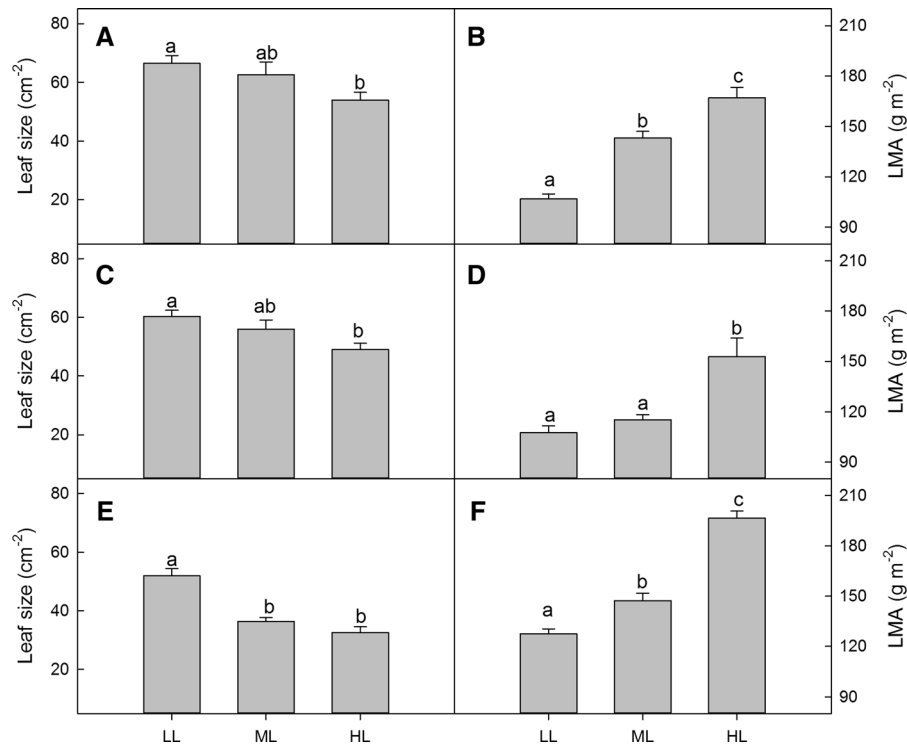 A
80
60
40
20
Leaf size (cm⁻²)
a
ab
b
B
210
180
150
120
90
LMA (g m⁻²)
a
b
c
C
80
60
40
20
Leaf size (cm⁻²)
a
ab
b
D
210
180
150
120
90
LMA (g m⁻²)
a
a
b
E
80
60
40
20
Leaf size (cm⁻²)
a
b
b
LL
ML
HL
F
210
180
150
120
90
LMA (g m⁻²)
a
b
c
LL
ML
HL